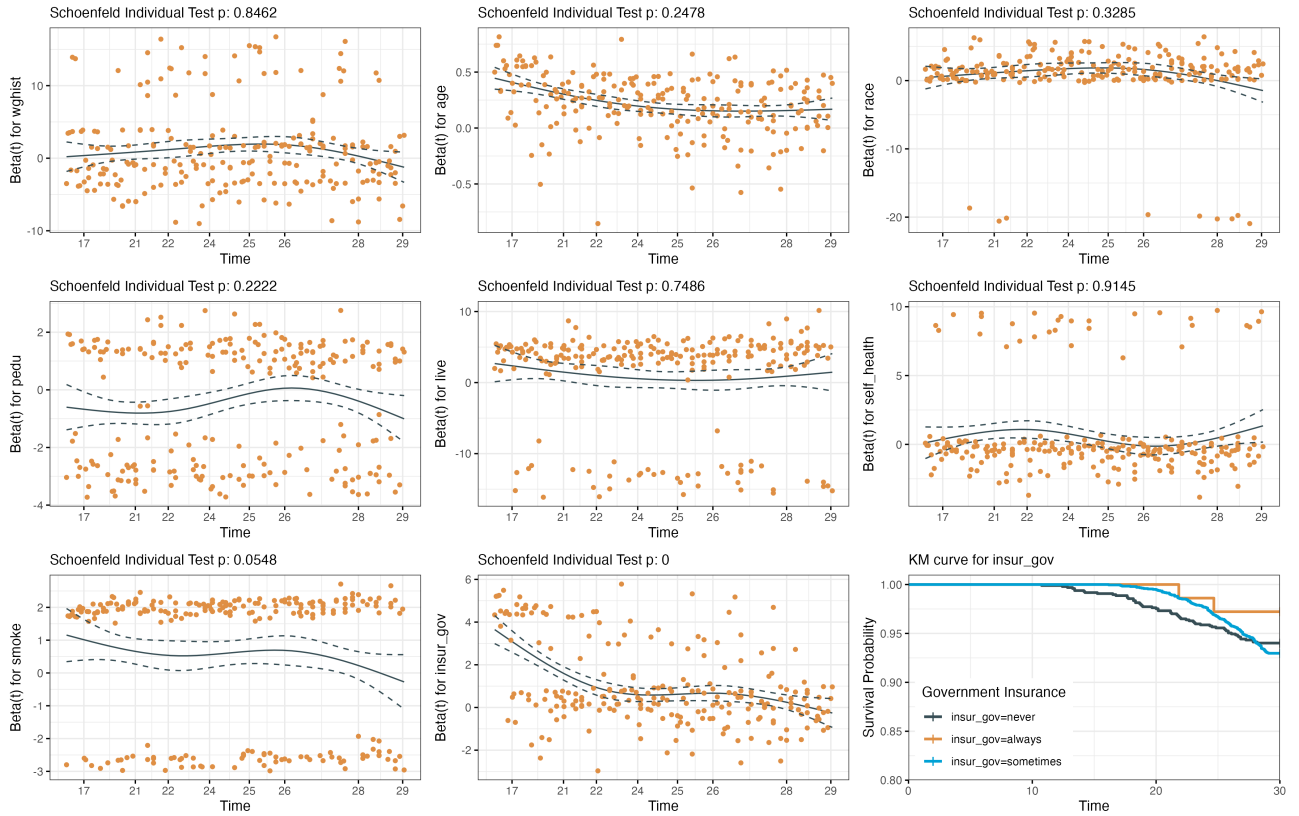 Schoenfeld Individual Test p: 0.8462
Beta(t) for wghist
10
0
-10
17 21 22 24 25 26 28 29
Time
Schoenfeld Individual Test p: 0.2478
Beta(t) for age
0.5
0.0
-0.5
17 21 22 24 25 26 28 29
Time
Schoenfeld Individual Test p: 0.3285
Beta(t) for race
0
-10
-20
17 21 22 24 25 26 28 29
Time
Schoenfeld Individual Test p: 0.2222
Beta(t) for pedu
2
0
-2
-4
17 21 22 24 25 26 28 29
Time
Schoenfeld Individual Test p: 0.7486
Beta(t) for live
10
0
-10
17 21 22 24 25 26 28 29
Time
Schoenfeld Individual Test p: 0.9145
Beta(t) for self_health
10
5
0
17 21 22 24 25 26 28 29
Time
Schoenfeld Individual Test p: 0.0548
Beta(t) for smoke
2
1
0
-1
-2
-3
17 21 22 24 25 26 28 29
Time
Schoenfeld Individual Test p: 0
Beta(t) for insur_gov
6
4
2
0
-2
17 21 22 24 25 26 28 29
Time
KM curve for insur_gov
Survival Probability
1.00
0.95
0.90
0.85
0.80
Government Insurance
insur_gov=never
insur_gov=always
insur_gov=sometimes
0 10 20 30
Time